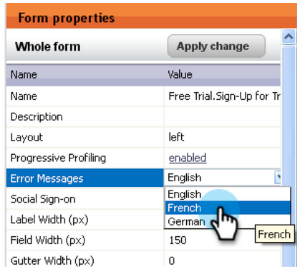 Form properties
Whole form Apply change
Name Value
Name Free Trial.Sign-Up for Tr
Description
Layout left
Progressive Profiling enabled
Error Messages English
Social Sign-on English
French
Label Width (px) German
French
Field Width (px) 150
Gutter Width (px) 0